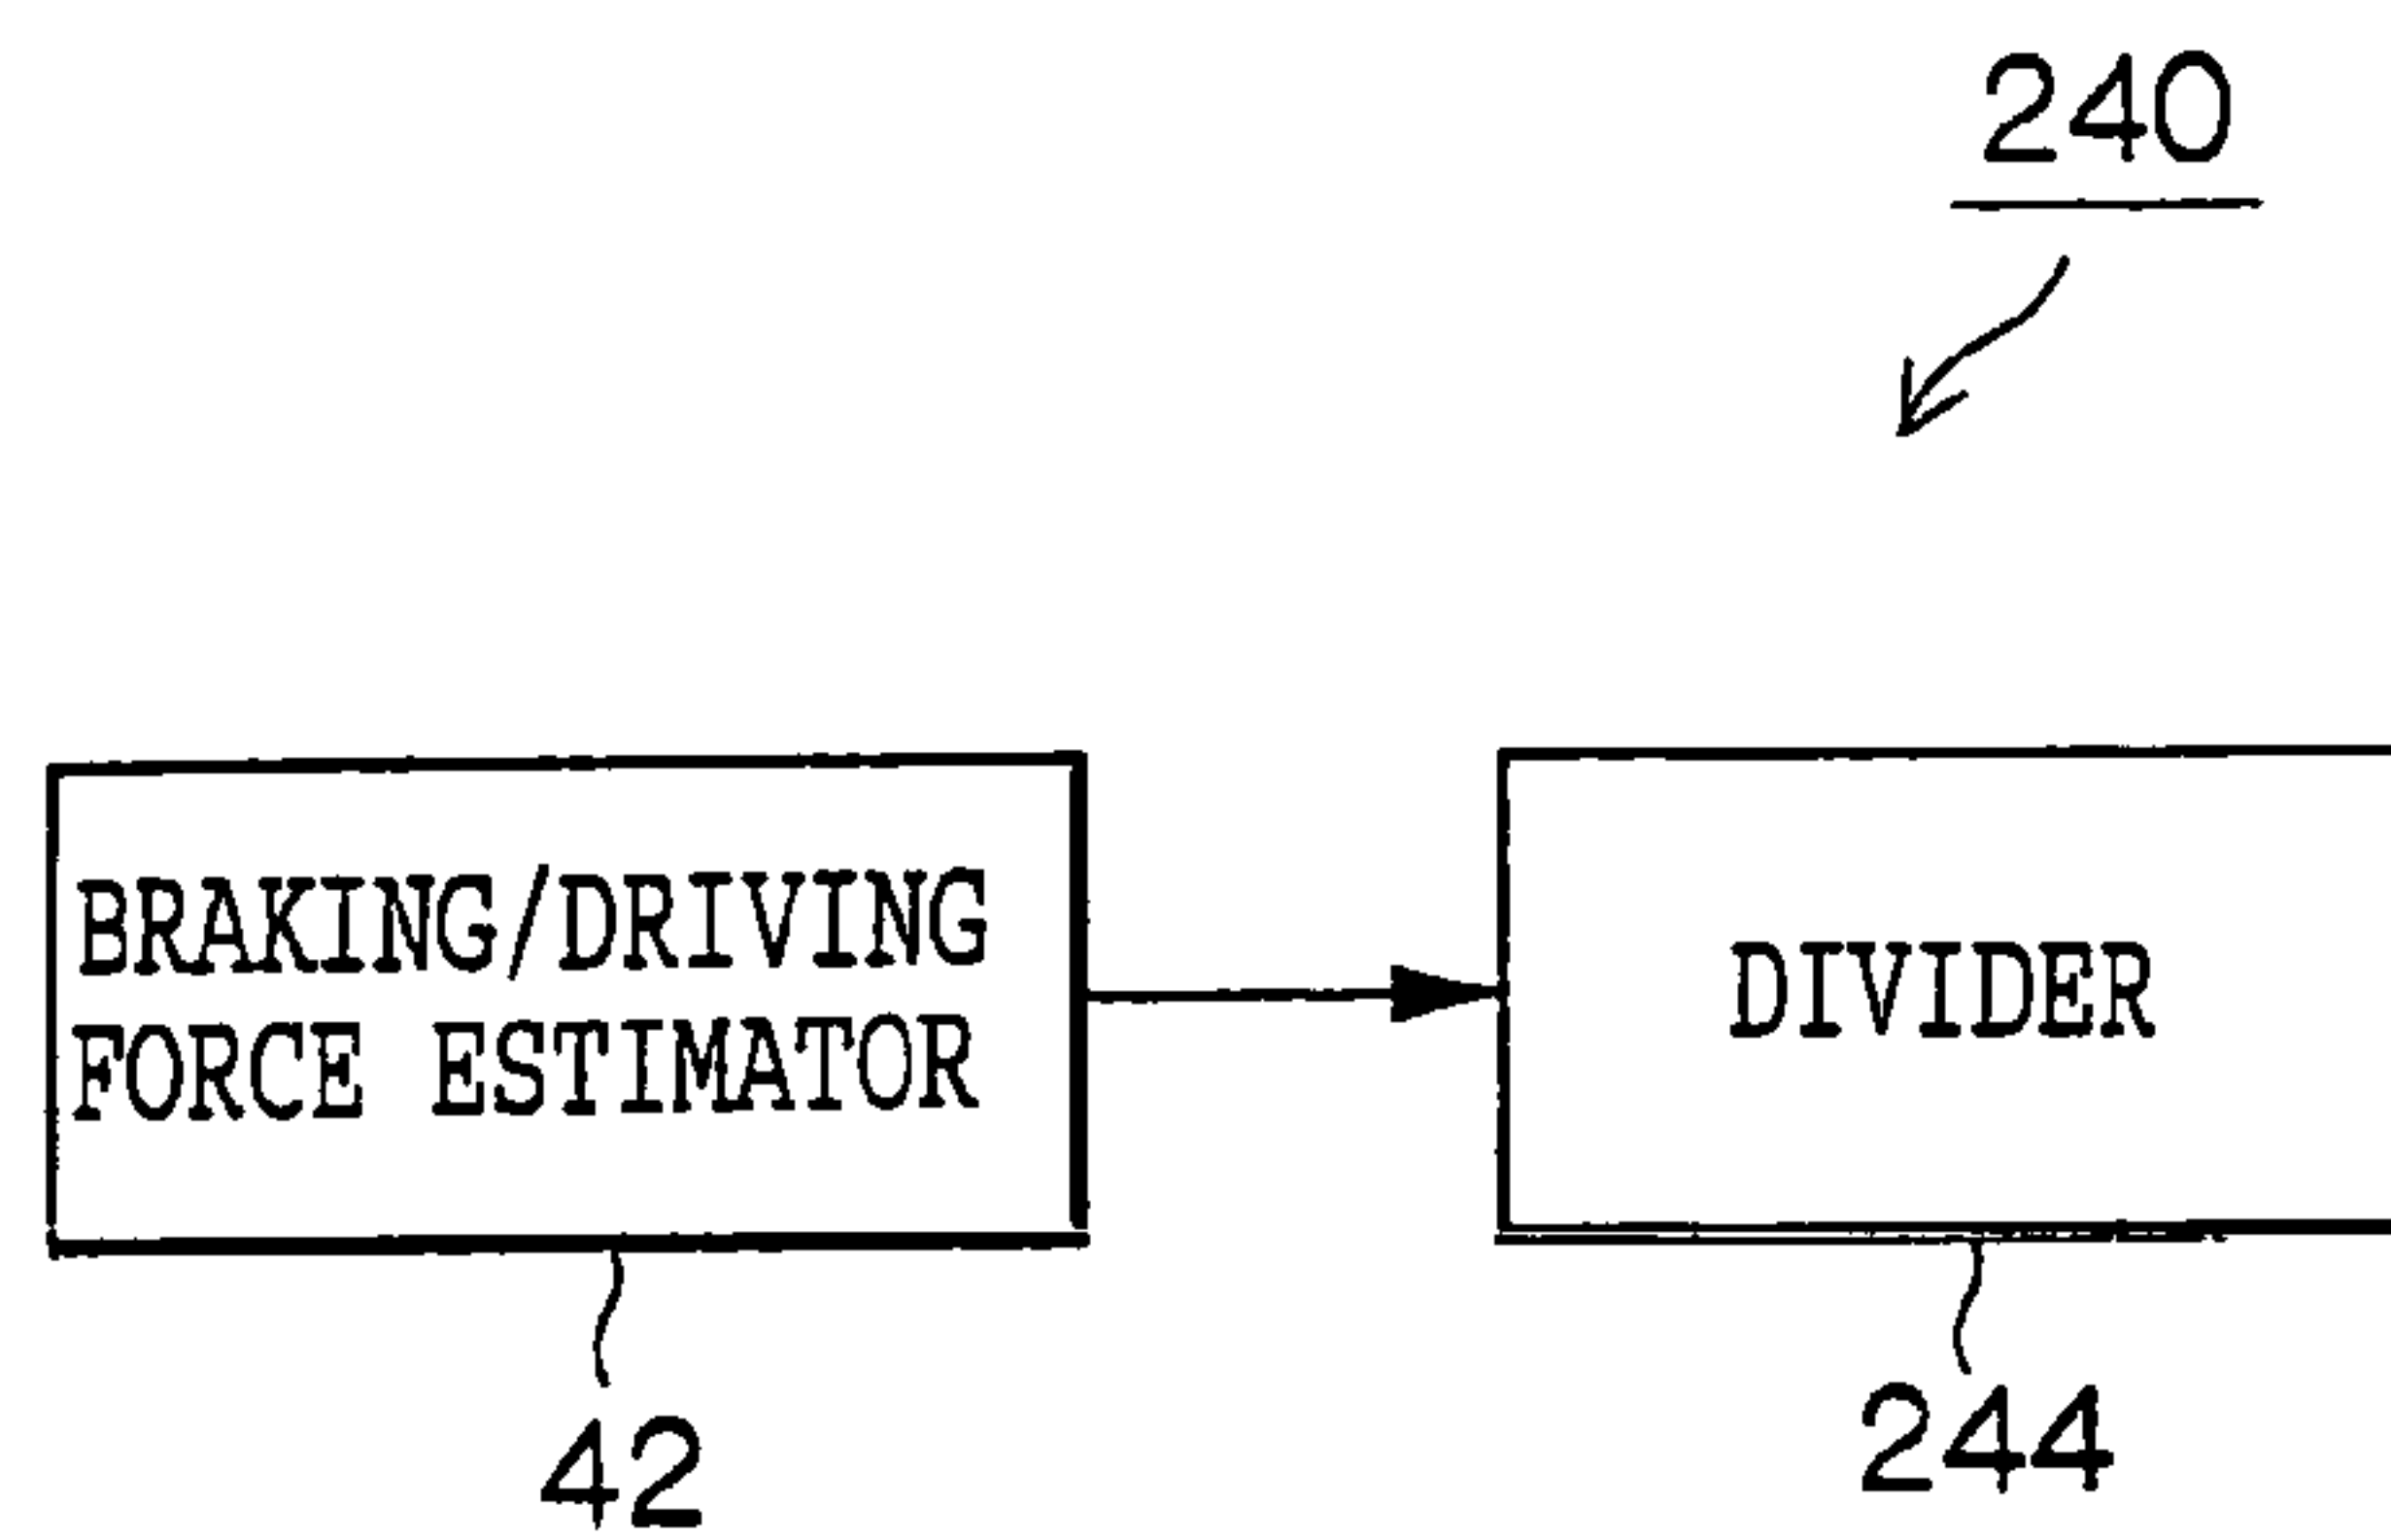 240
BRAKING/DRIVING
FORCE ESTIMATOR
DIVIDER
42
244